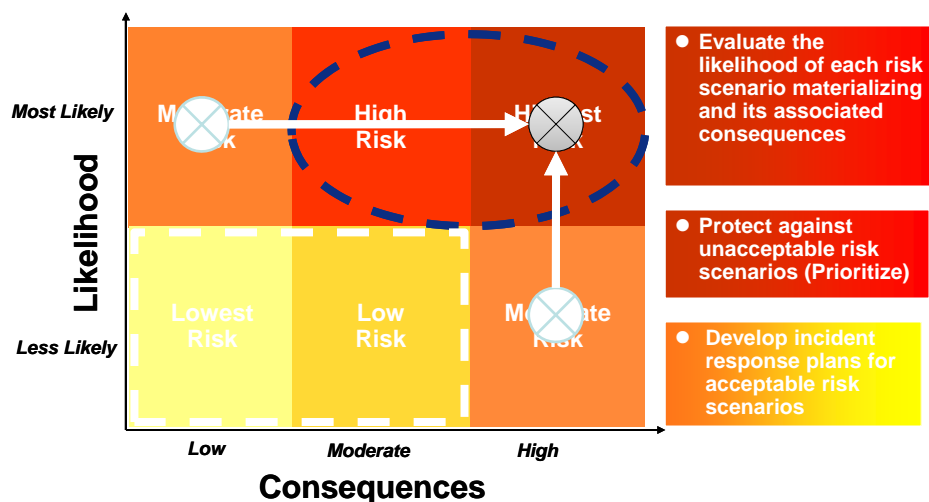 Likelihood
Most Likely
Less Likely
High
Risk
Lowest
Risk
Low
Risk
Low
Moderate
High
Consequences
Evaluate the
likelihood of each risk
scenario materializing
and its associated
consequences
Protect against
unacceptable risk
scenarios (Prioritize)
Develop incident
response plans for
acceptable risk
scenarios